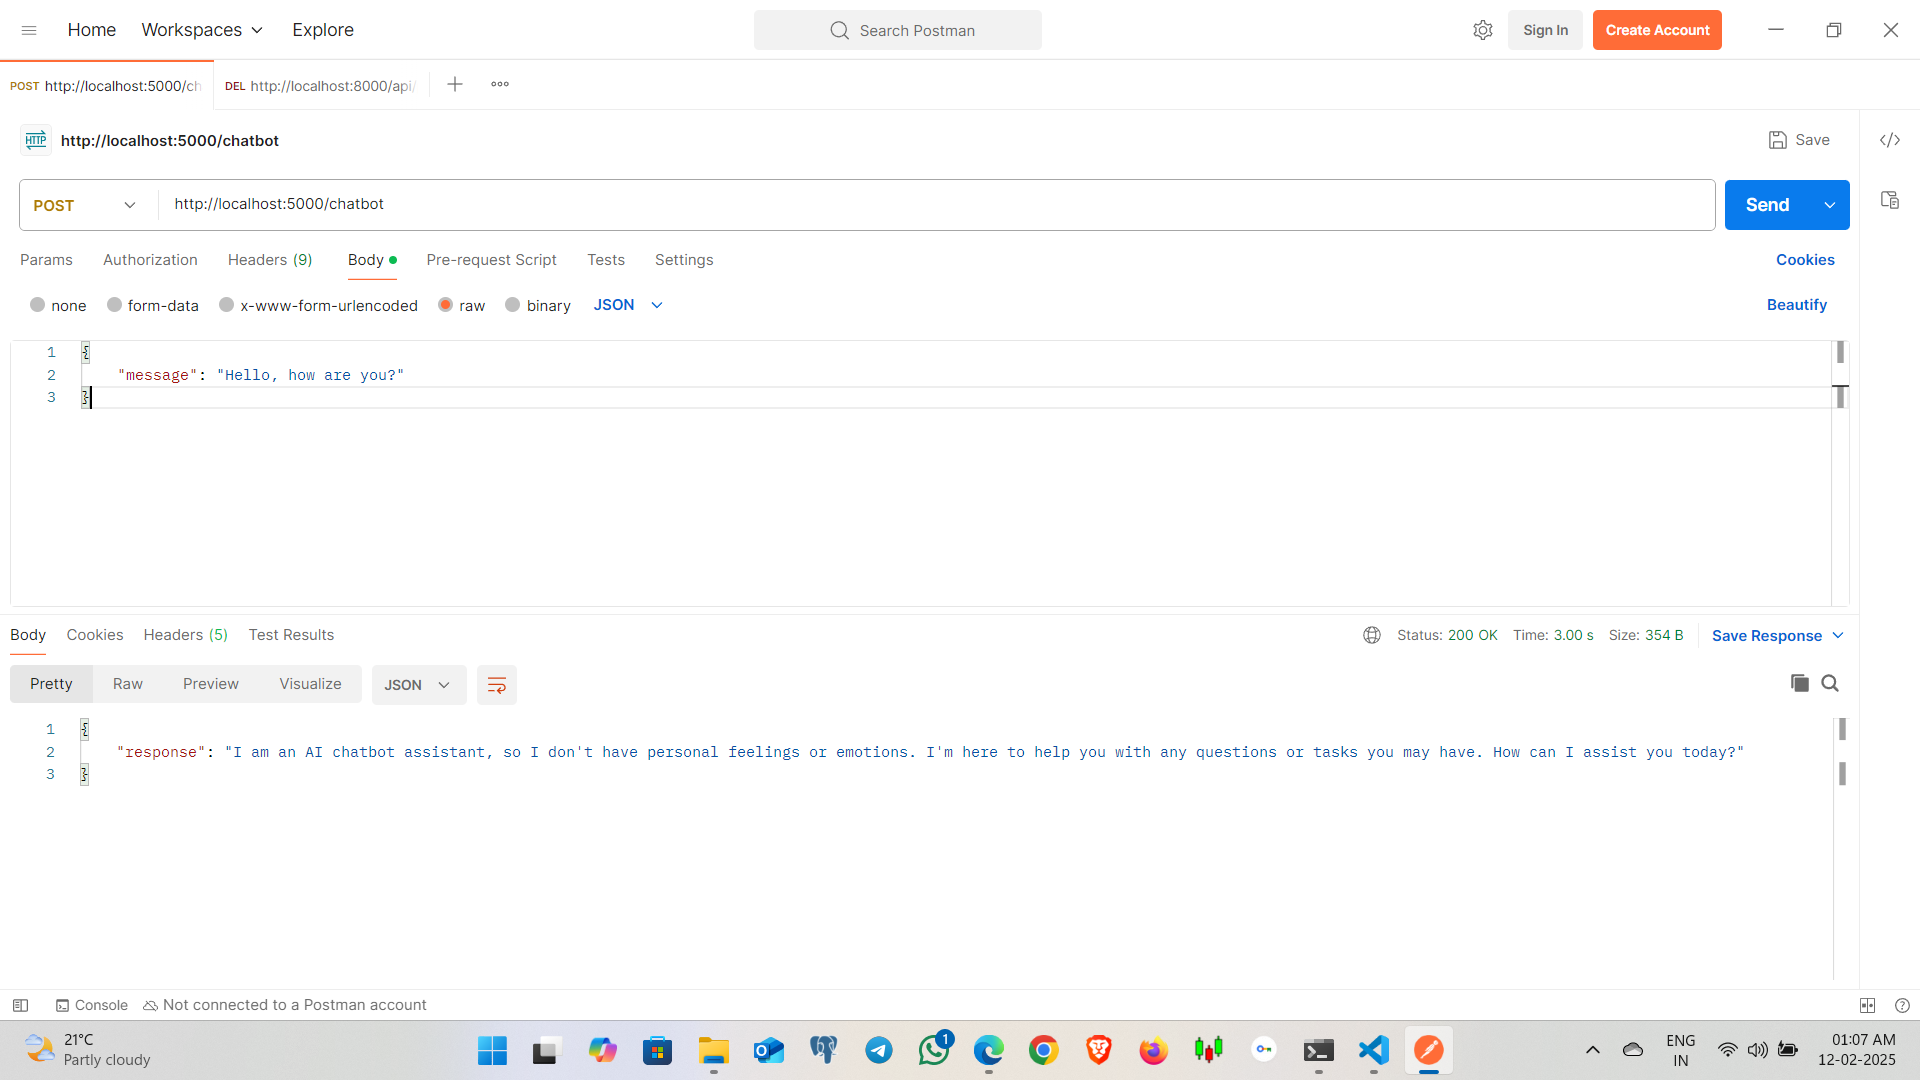 Home Workspaces Explore Search Postman Sign In Create Account
POST http://localhost:5000/ch DEL http://localhost:8000/api/
HTTP http://localhost:5000/chatbot Save
POST http://localhost:5000/chatbot Send
Params Authorization Headers (9) Body Pre-request Script Tests Settings Cookies
none form-data x-www-form-urlencoded raw binary JSON Beautify
1 {
2 "message": "Hello, how are you?"
3 }
Body Cookies Headers (5) Test Results Status: 200 OK Time: 3.00 s Size: 354 B Save Response
Pretty Raw Preview Visualize JSON
1 {
2 "response": "I am an AI chatbot assistant, so I don't have personal feelings or emotions. I'm here to help you with any questions or tasks you may have. How can I assist you today?"
3 }
Console Not connected to a Postman account
21°C
Partly cloudy
1
ENG
IN
01:07 AM
12-02-2025